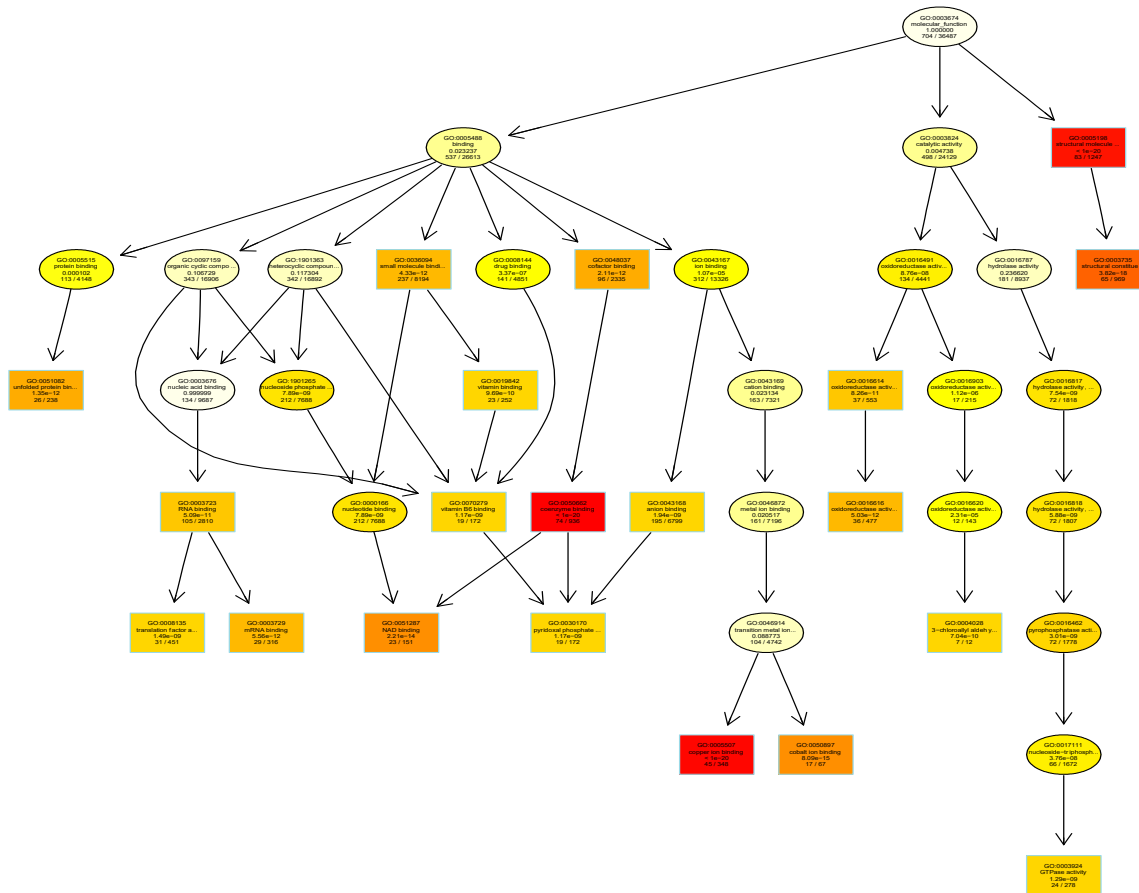 GO:0003674
molecular_function
1.000000
704 / 36487
GO:0005488
binding
0.023237
537 / 26613
GO:0003824
catalytic activity
0.004738
498 / 24129
GO:0005198
structural molecule ...
< 1e−20
83 / 1247
GO:0005515
protein binding
0.000102
113 / 4148
GO:0097159
organic cyclic compo...
0.106729
343 / 16906
GO:1901363
heterocyclic compoun...
0.117304
342 / 16892
GO:0036094
small molecule bindi...
4.33e−12
237 / 8194
GO:0008144
drug binding
3.37e−07
141 / 4851
GO:0048037
cofactor binding
2.11e−12
96 / 2335
GO:0043167
ion binding
1.07e−05
312 / 13326
GO:0016491
oxidoreductase activ...
8.76e−08
134 / 4441
GO:0016787
hydrolase activity
0.236620
181 / 8937
GO:0003735
structural constitue...
3.82e−18
65 / 969
GO:0051082
unfolded protein bin...
1.35e−12
26 / 238
GO:0003676
nucleic acid binding
0.999999
134 / 9687
GO:1901265
nucleoside phosphate ...
7.89e−09
212 / 7688
GO:0019842
vitamin binding
9.69e−10
23 / 252
GO:0043169
cation binding
0.023134
163 / 7321
GO:0016614
oxidoreductase activ...
8.26e−11
37 / 553
GO:0016903
oxidoreductase activ...
1.12e−06
17 / 215
GO:0016817
hydrolase activity, ...
7.54e−09
72 / 1818
GO:0003723
RNA binding
5.09e−11
105 / 2810
GO:0000166
nucleotide binding
7.89e−09
212 / 7688
GO:0070279
vitamin B6 binding
1.17e−09
19 / 172
coenzyme binding
< 1e−20
GO:0043168
anion binding
1.94e−09
195 / 6799
GO:0046872
metal ion binding
0.020517
161 / 7196
GO:0016616
oxidoreductase activ...
5.03e−12
36 / 477
GO:0016620
oxidoreductase activ...
2.31e−05
12 / 143
GO:0016818
hydrolase activity, ...
5.88e−09
72 / 1807
GO:0008135
translation factor a...
1.49e−09
31 / 451
GO:0003729
mRNA binding
5.56e−12
29 / 316
GO:0051287
NAD binding
2.21e−14
23 / 151
GO:0030170
pyridoxal phosphate ...
1.17e−09
19 / 172
GO:0046914
transition metal ion...
0.088773
104 / 4742
GO:0004028
3−chloroallyl aldehy...
7.04e−10
7 / 12
GO:0016462
pyrophosphatase acti...
3.01e−09
72 / 1778
GO:0005507
copper ion binding
< 1e−20
GO:0050897
cobalt ion binding
8.09e−15
17 / 67
GO:0017111
nucleoside−triphosph...
3.76e−08
66 / 1672
GO:0003924
GTPase activity
1.29e−09
24 / 278